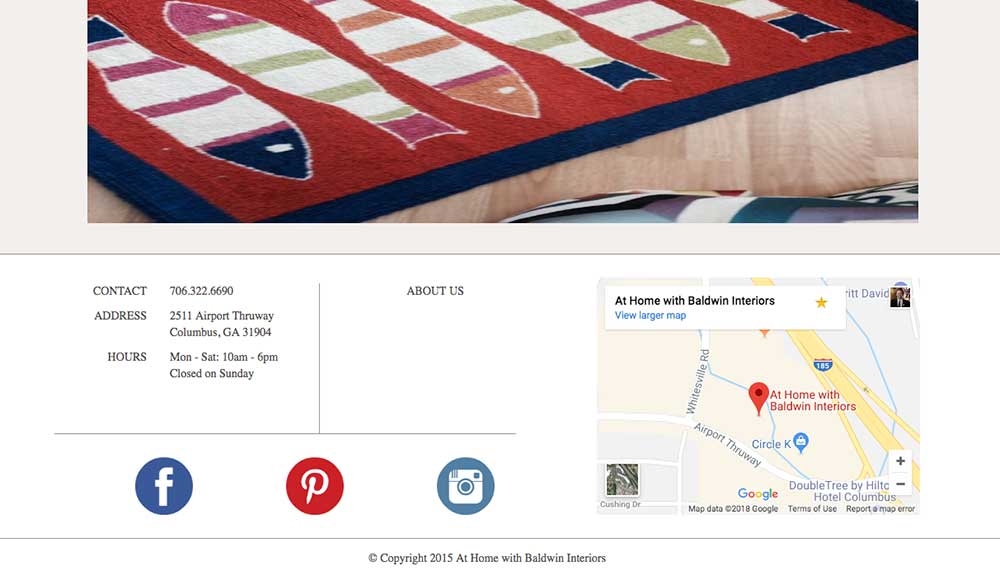 CONTACT 706.322.6690
ADDRESS 2511 Airport Thruway
Columbus, GA 31904
HOURS Mon - Sat: 10am - 6pm
Closed on Sunday
ABOUT US
At Home with Baldwin Interiors
View larger map
ritt David
Whitesville Rd
185
At Home with
Baldwin Interiors
Airport Thruway
Circle K
DoubleTree by Hilto
Hotel Columbus
Cushing Dr
Google
Map data ©2018 Google Terms of Use Report a map error
© Copyright 2015 At Home with Baldwin Interiors